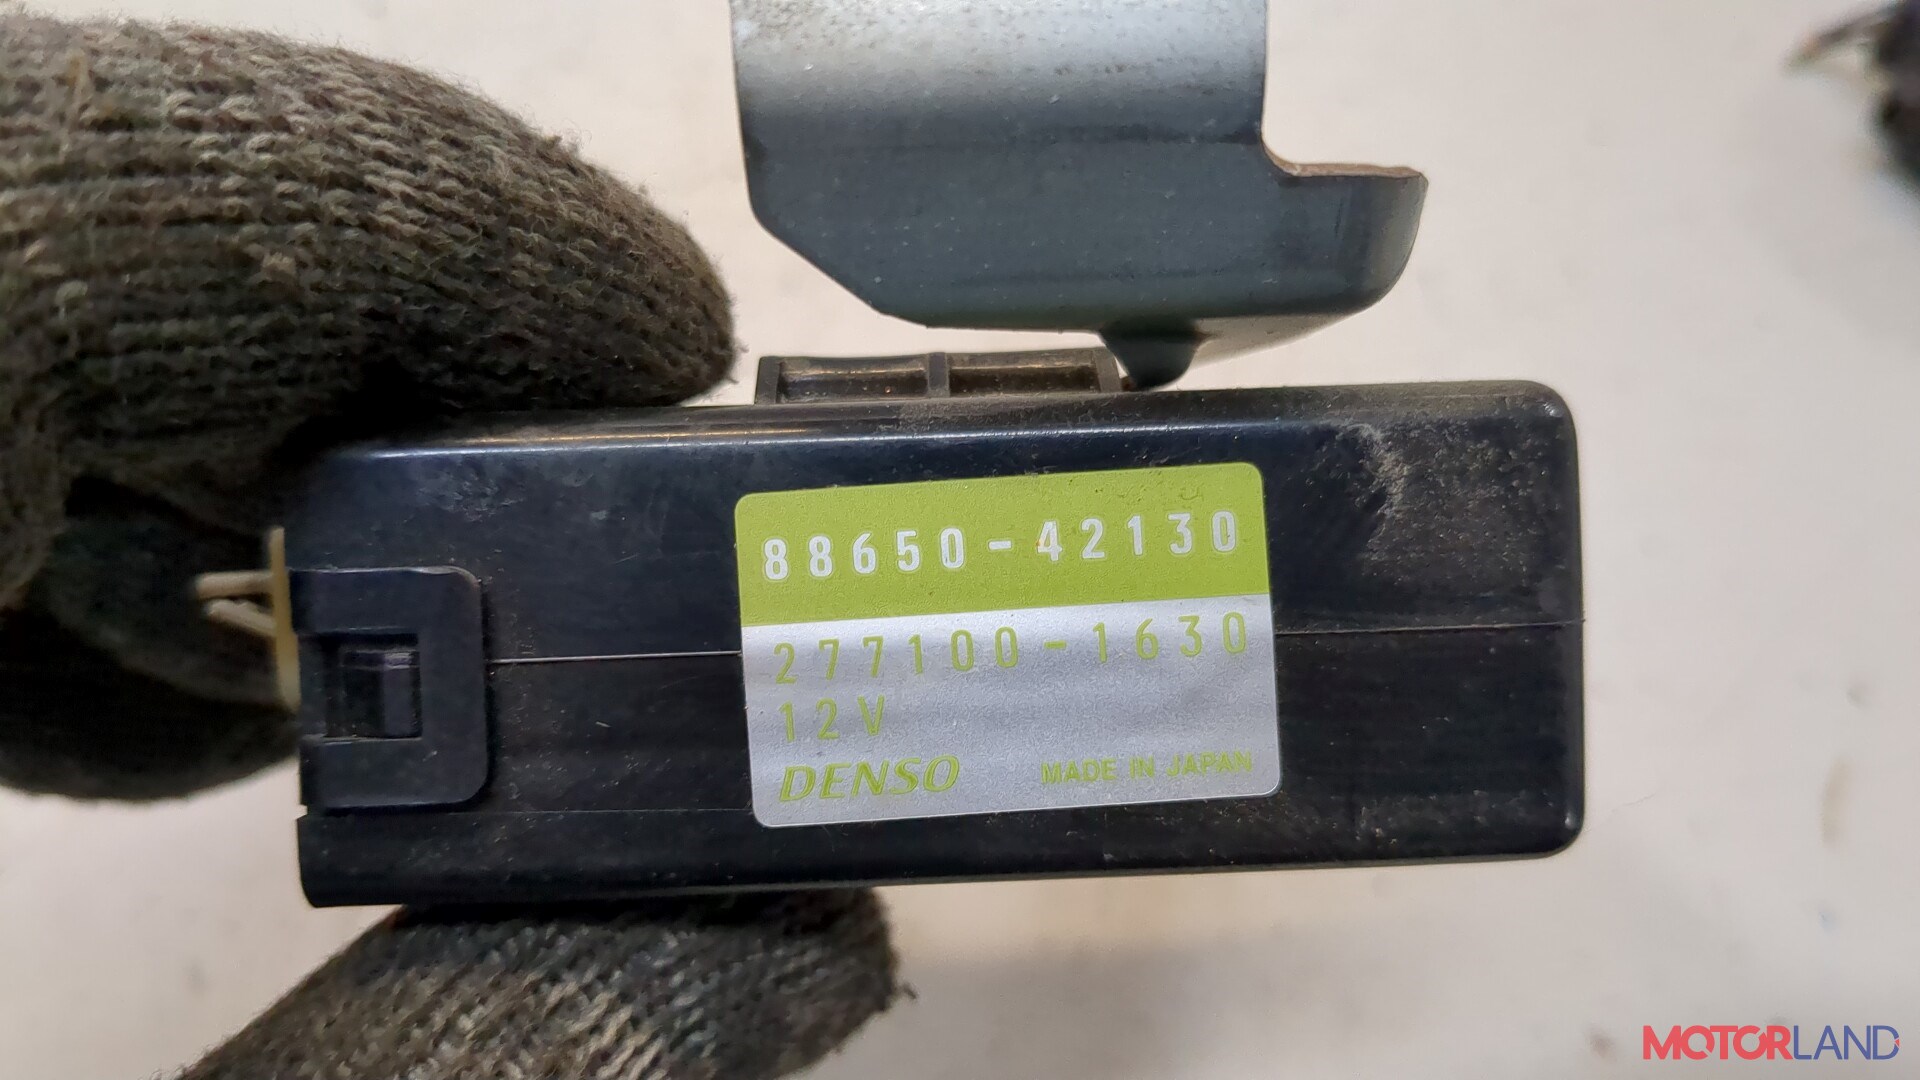 88650-42130
277100-1630
12V
DENSO MADE IN JAPAN
MOTORLAND